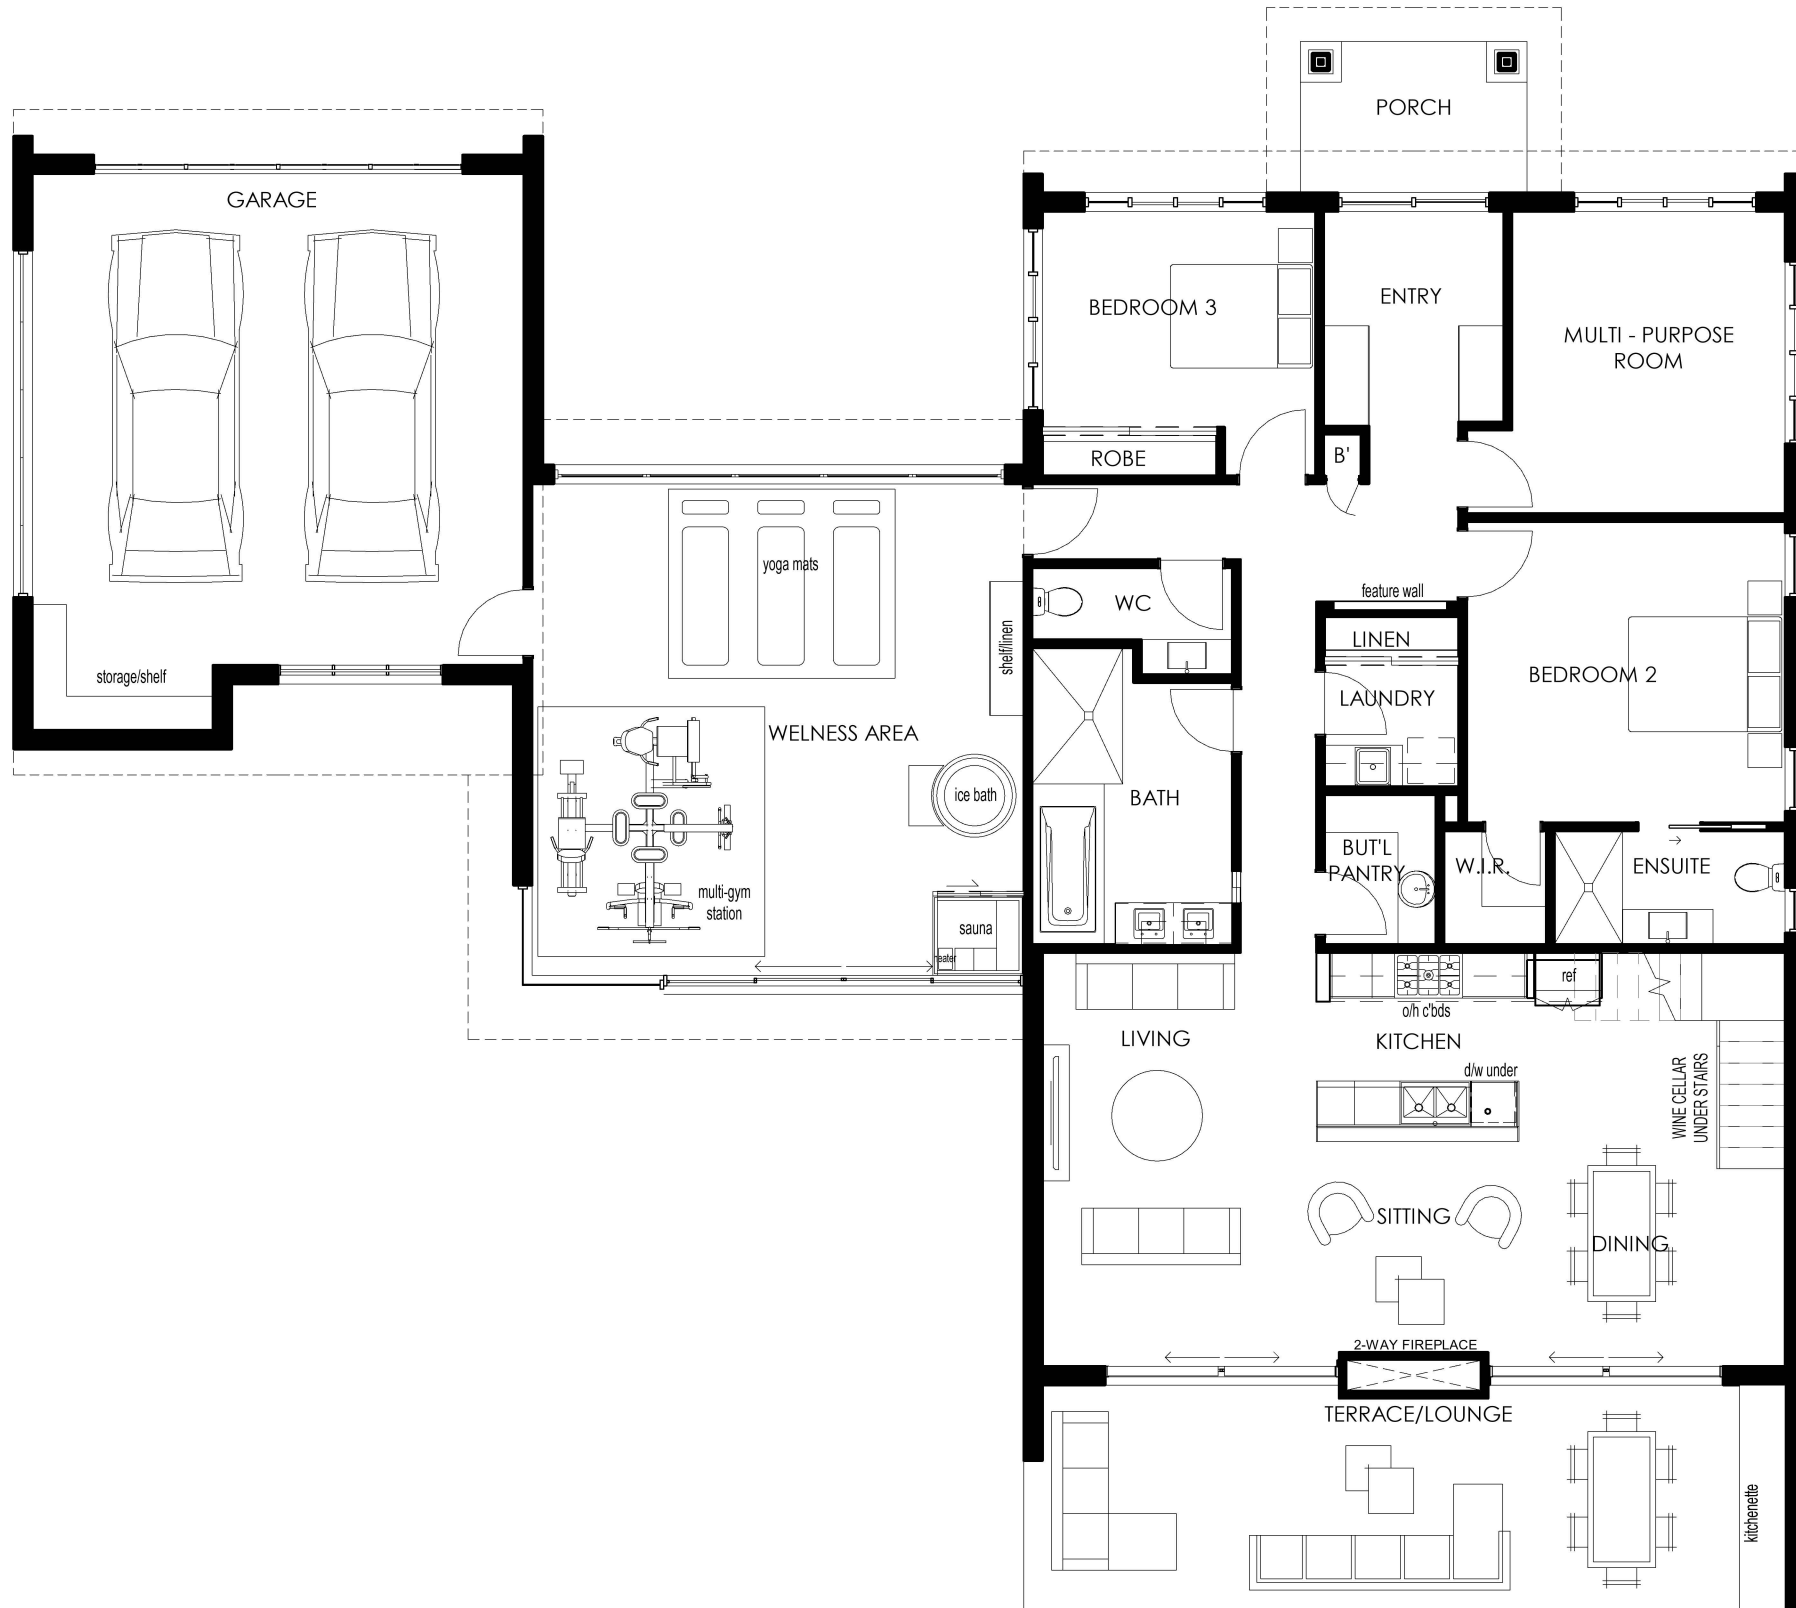 PORCH
GARAGE
BEDROOM 3
ENTRY
MULTI - PURPOSE
ROOM
ROBE
B'
yoga mats
WC
feature wall
shelf/linen
LINEN
storage/shelf
BEDROOM 2
LAUNDRY
WELNESS AREA
ice bath
BATH
BUT'L
PANTRY
W.I.R.
ENSUITE
multi-gym
station
sauna
heater
ref
o/h c'bds
LIVING
KITCHEN
d/w under
WINE CELLAR
UNDER STAIRS
SITTING
DINING
2-WAY FIREPLACE
TERRACE/LOUNGE
kitchenette